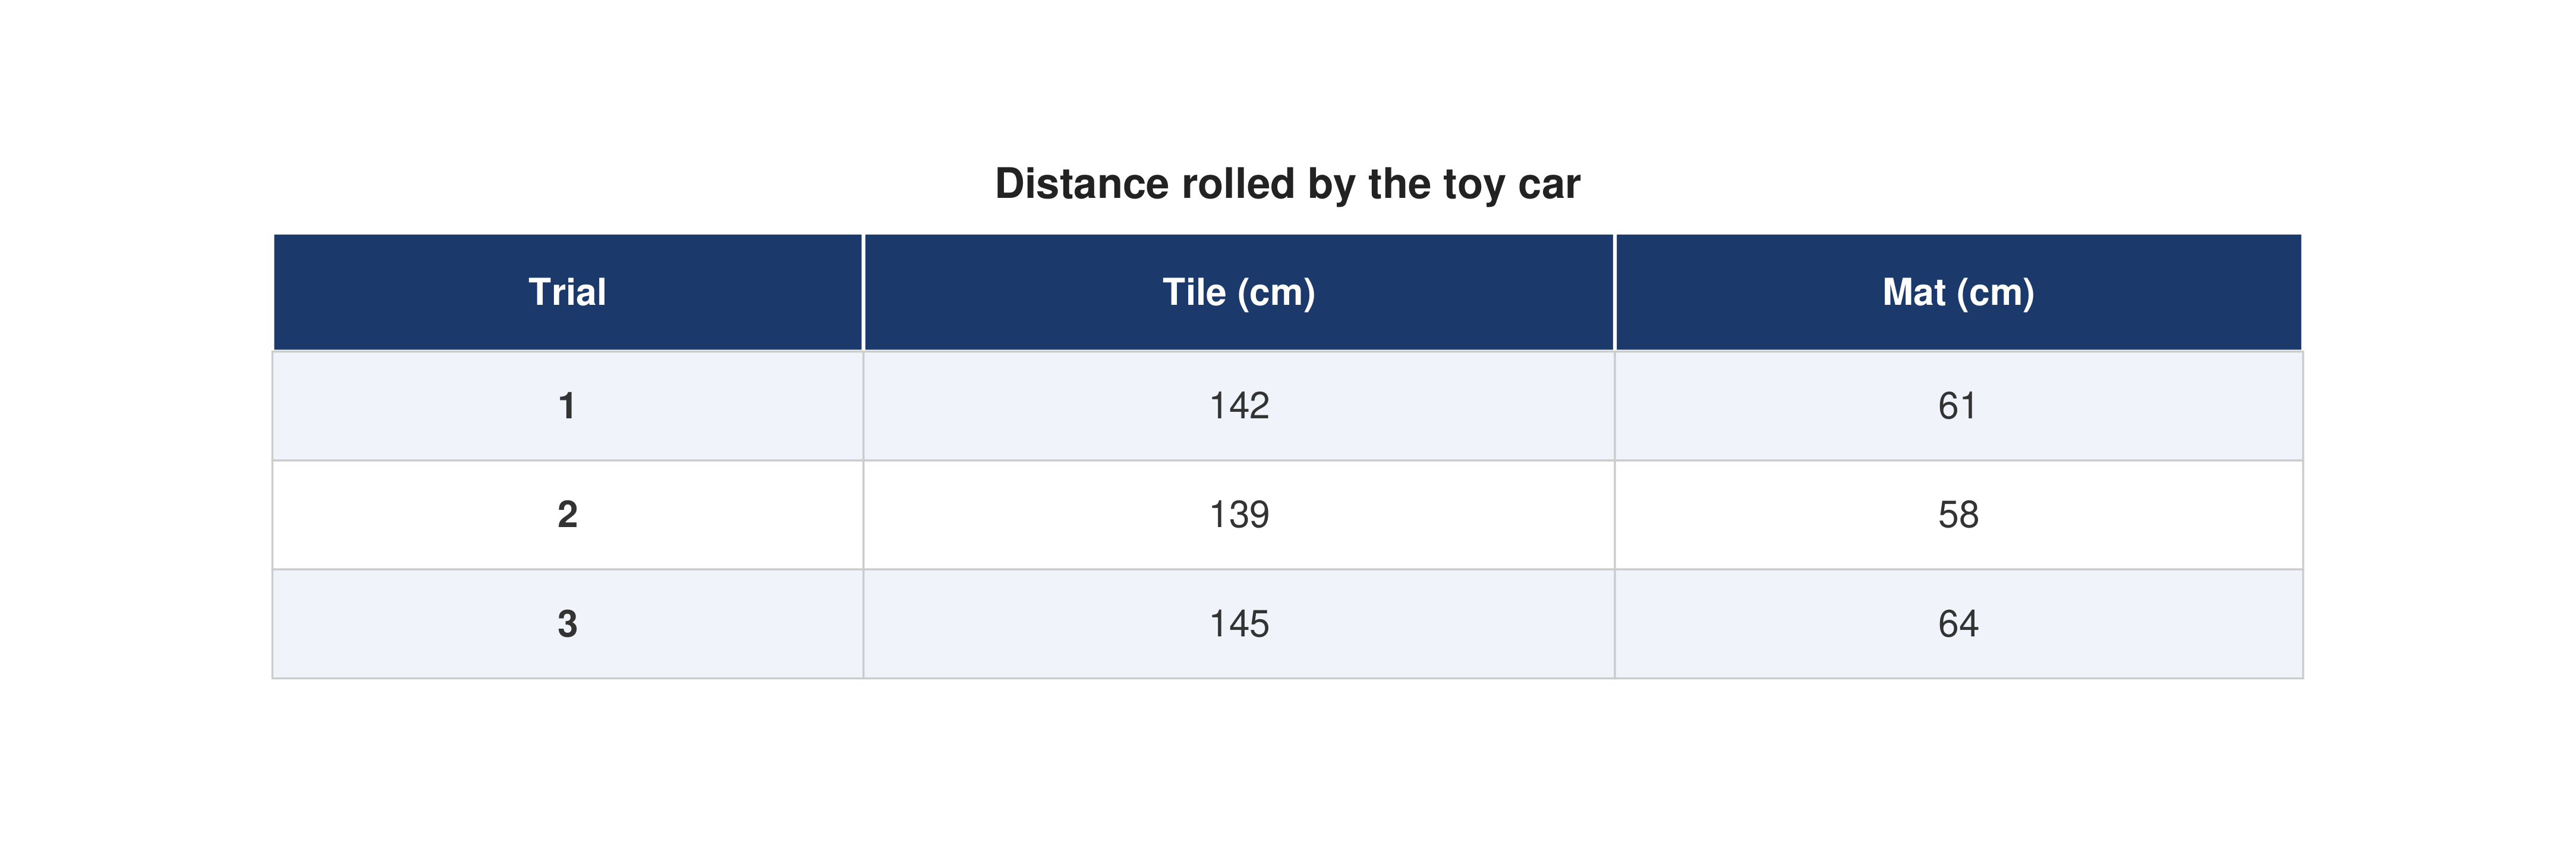 Distance rolled by the toy car
Trial Tile (cm) Mat (cm)
1 142 61
2 139 58
3 145 64